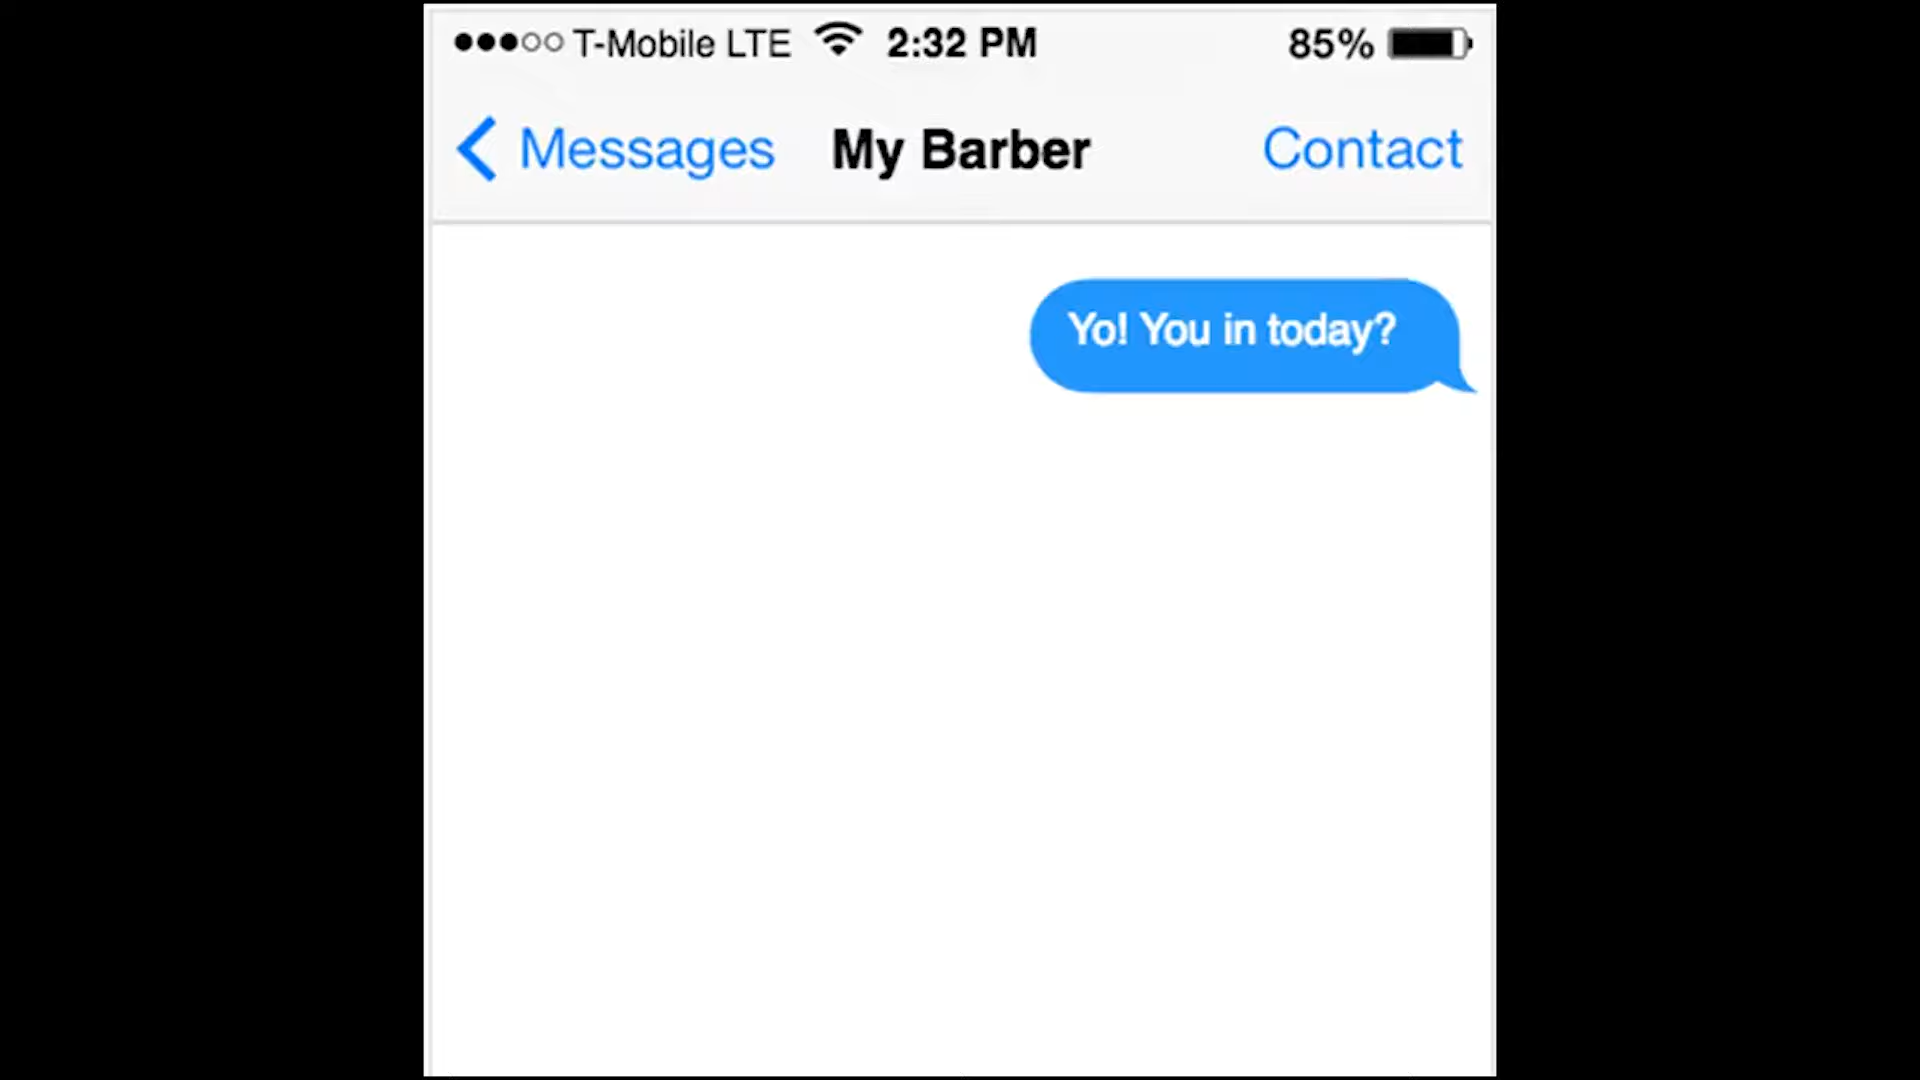 T-Mobile LTE 2:32 PM 85%
Messages My Barber Contact
Yo! You in today?